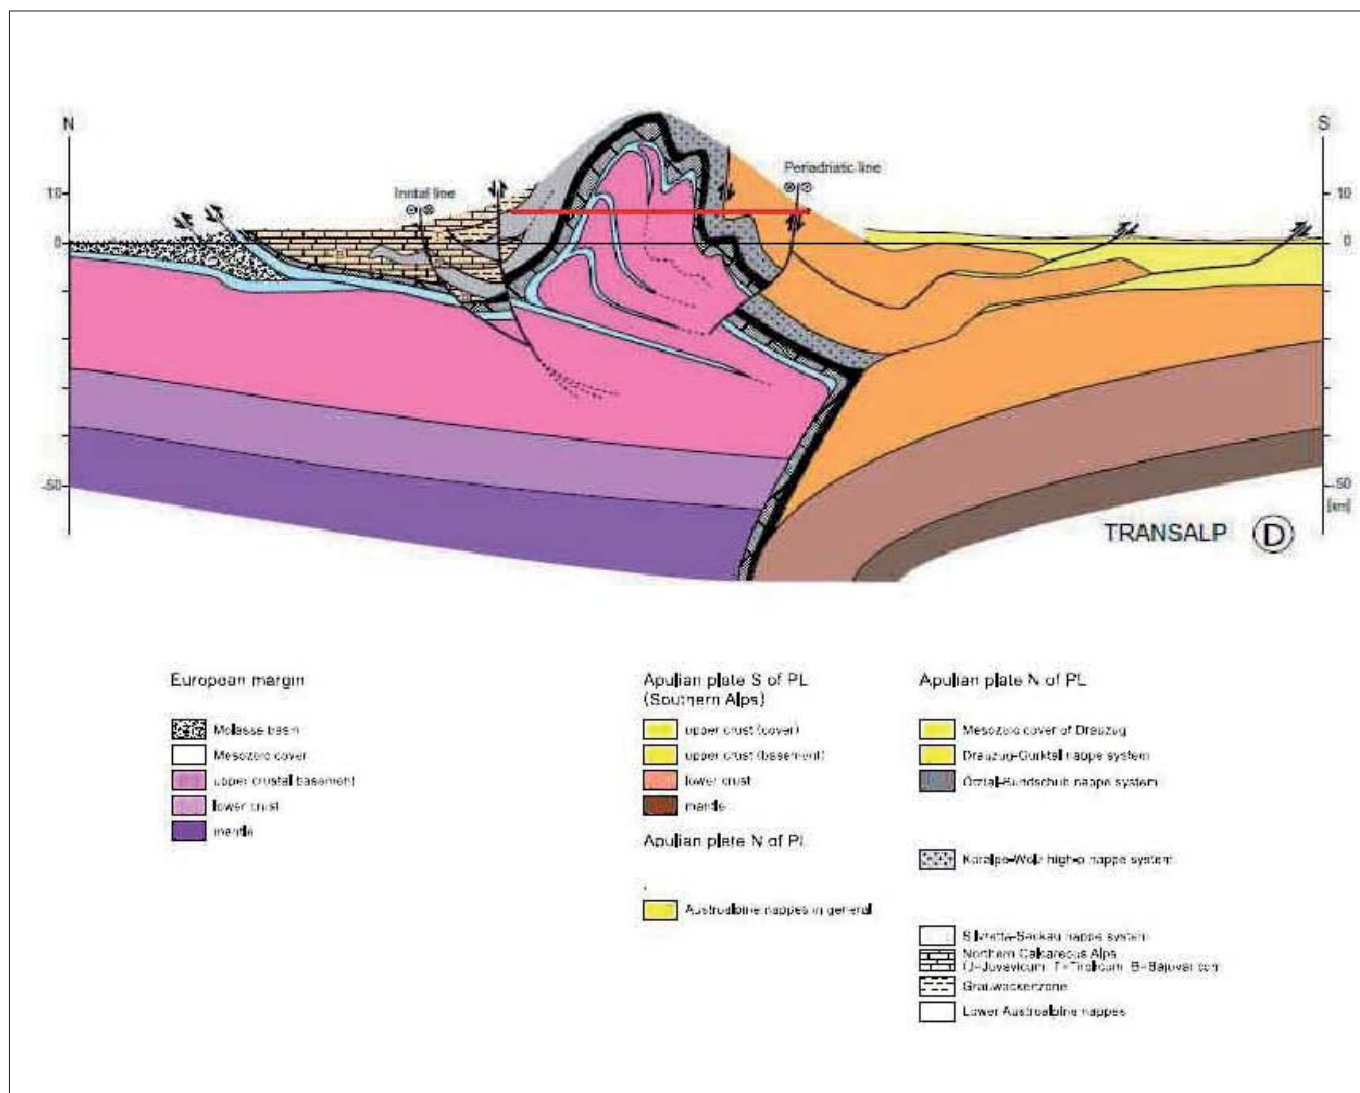 N
S
Periadriatic line
Inntal line
10
10
0
0
-50
-50
[km]
TRANSALP D
European margin
Molasse basin
Mesozoic cover
upper crustal basement
lower crust
mantle
Apulian plate S of PL
(Southern Alps)
upper crust (cover)
upper crust (basement)
lower crust
mantle
Apulian plate N of PL
Austroalpine nappes in general
Apulian plate N of PL
Mesozoic cover of Drauzug
Drauzug-Gurktal nappe system
Ötztal-Bundschuh nappe system
Koralpe-Wölz high-p nappe system
Silvretta-Seckau nappe system
Northern Calcareous Alps
T=Tirolicum B=Bajuvaricum
Grauwackenzone
Lower Austroalpine nappes